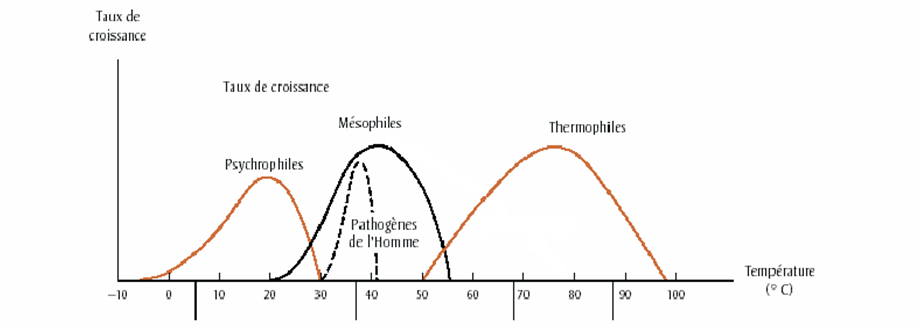 Taux de
croissance
Taux de croissance
Mésophiles
Thermophiles
Psychrophiles
Pathogènes
de l'Homme
Température
(° C)
−10 0 10 20 30 40 50 60 70 80 90 100